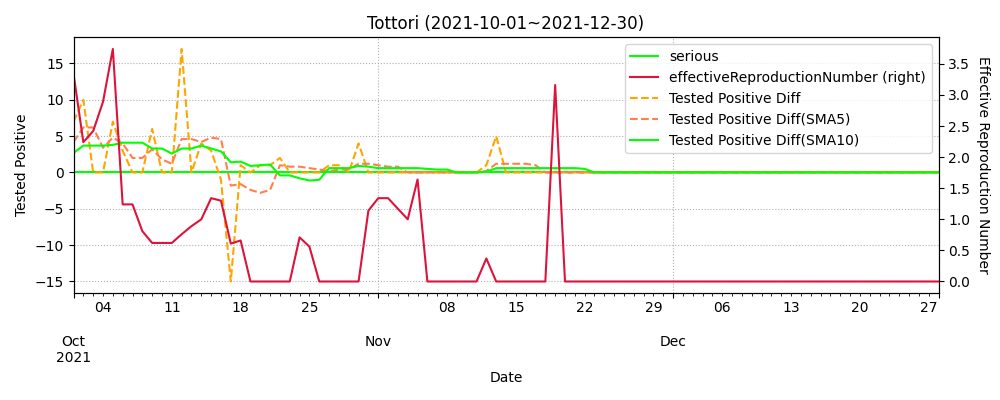 Tottori (2021-10-01~2021-12-30)
serious
effectiveReproductionNumber (right)
Tested Positive Diff
Tested Positive Diff(SMA5)
Tested Positive Diff(SMA10)
Tested Positive
15
10
5
0
−5
−10
−15
Effective Reproduction Number
3.5
3.0
2.5
2.0
1.5
1.0
0.5
0.0
04 11 18 25 08 15 22 29 06 13 20 27
Oct Nov Dec
2021
Date